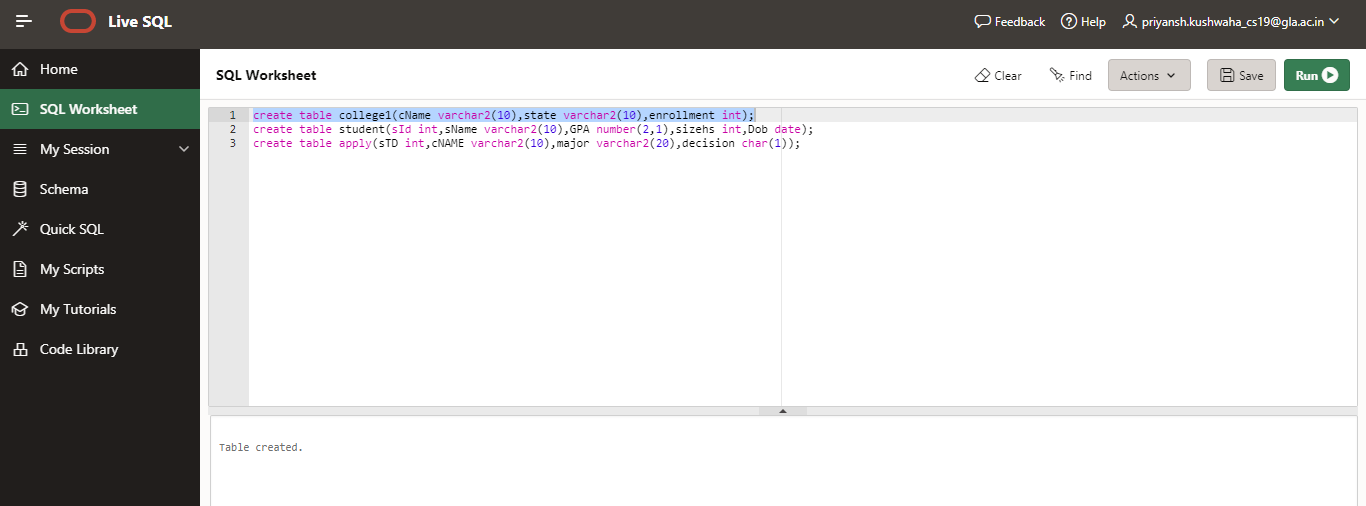 Live SQL
Feedback Help priyansh.kushwaha_cs19@gla.ac.in
Home
SQL Worksheet
My Session
Schema
Quick SQL
My Scripts
My Tutorials
Code Library
SQL Worksheet
Clear Find Actions Save Run
1 create table college1(cName varchar2(10),state varchar2(10),enrollment int);
2 create table student(sId int,sName varchar2(10),GPA number(2,1),sizehs int,Dob date);
3 create table apply(sTD int,cNAME varchar2(10),major varchar2(20),decision char(1));
Table created.